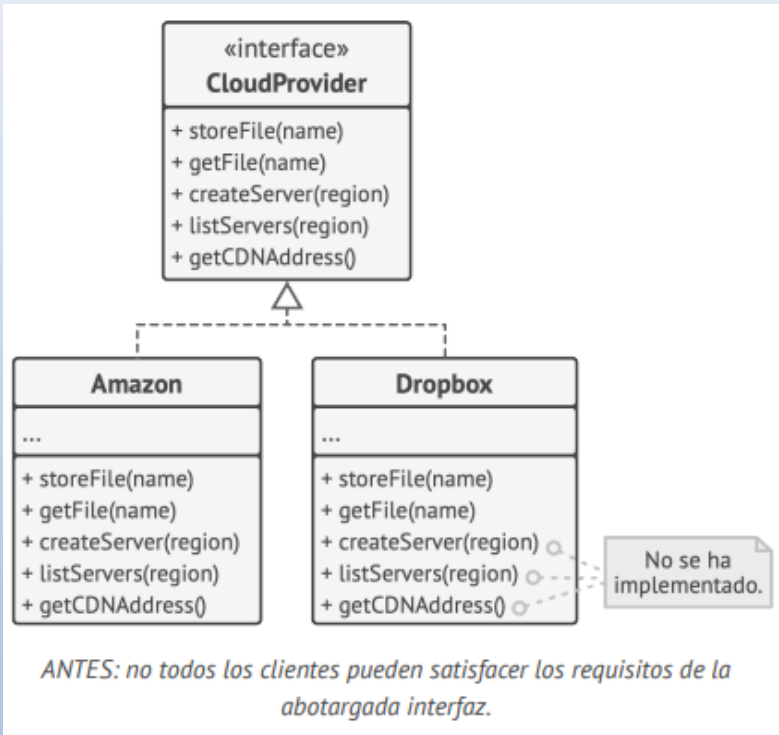 «interface»
CloudProvider
+ storeFile(name)
+ getFile(name)
+ createServer(region)
+ listServers(region)
+ getCDNAddress()
Amazon
...
+ storeFile(name)
+ getFile(name)
+ createServer(region)
+ listServers(region)
+ getCDNAddress()
Dropbox
...
+ storeFile(name)
+ getFile(name)
+ createServer(region)
+ listServers(region)
+ getCDNAddress()
No se ha
implementado.
ANTES: no todos los clientes pueden satisfacer los requisitos de la
abotargada interfaz.